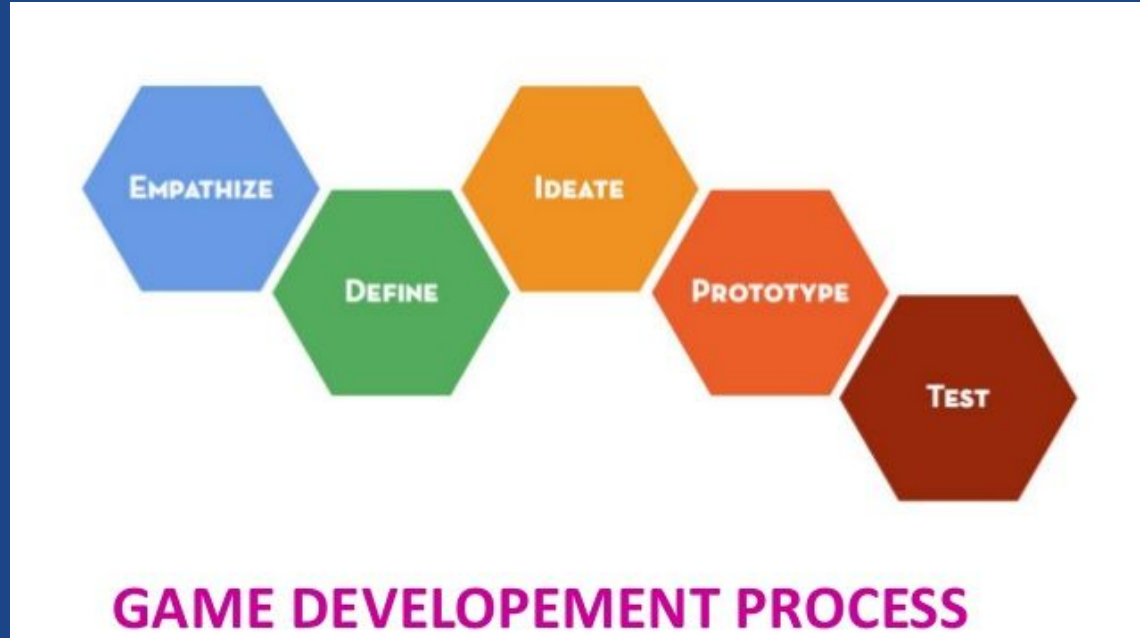 EMPATHIZE
DEFINE
IDEATE
PROTOTYPE
TEST
GAME DEVELOPEMENT PROCESS